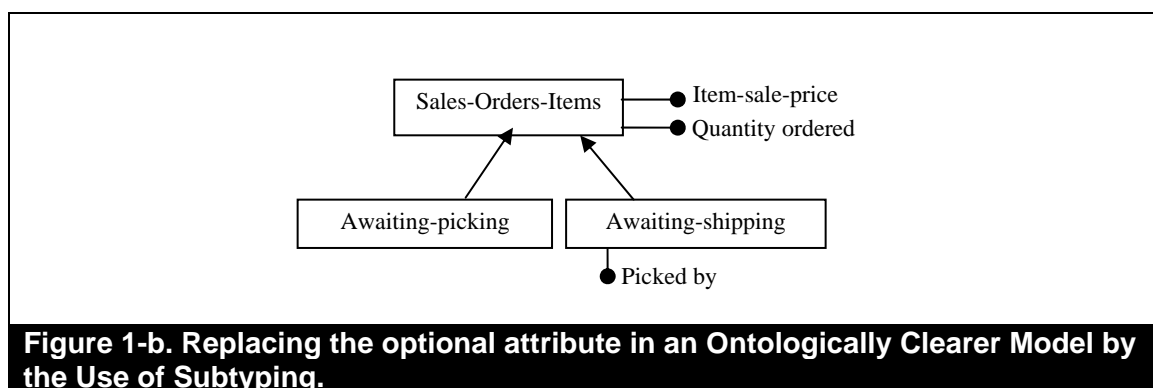 Sales-Orders-Items
Item-sale-price
Quantity ordered
Awaiting-picking
Awaiting-shipping
Picked by
Figure 1-b. Replacing the optional attribute in an Ontologically Clearer Model by
the Use of Subtyping.